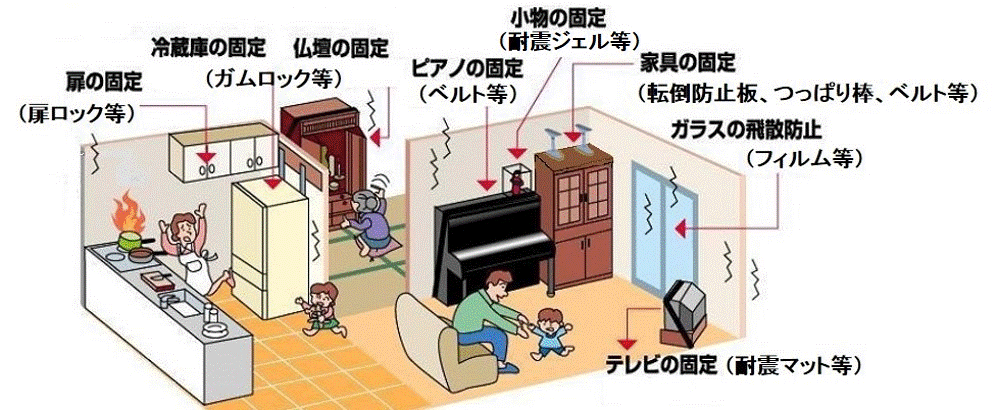 扉の固定
（扉ロック等）
冷蔵庫の固定
（ガムロック等）
仏壇の固定
ピアノの固定
（ベルト等）
小物の固定
（耐震ジェル等）
家具の固定
（転倒防止板、つっぱり棒、ベルト等）
ガラスの飛散防止
（フィルム等）
テレビの固定（耐震マット等）